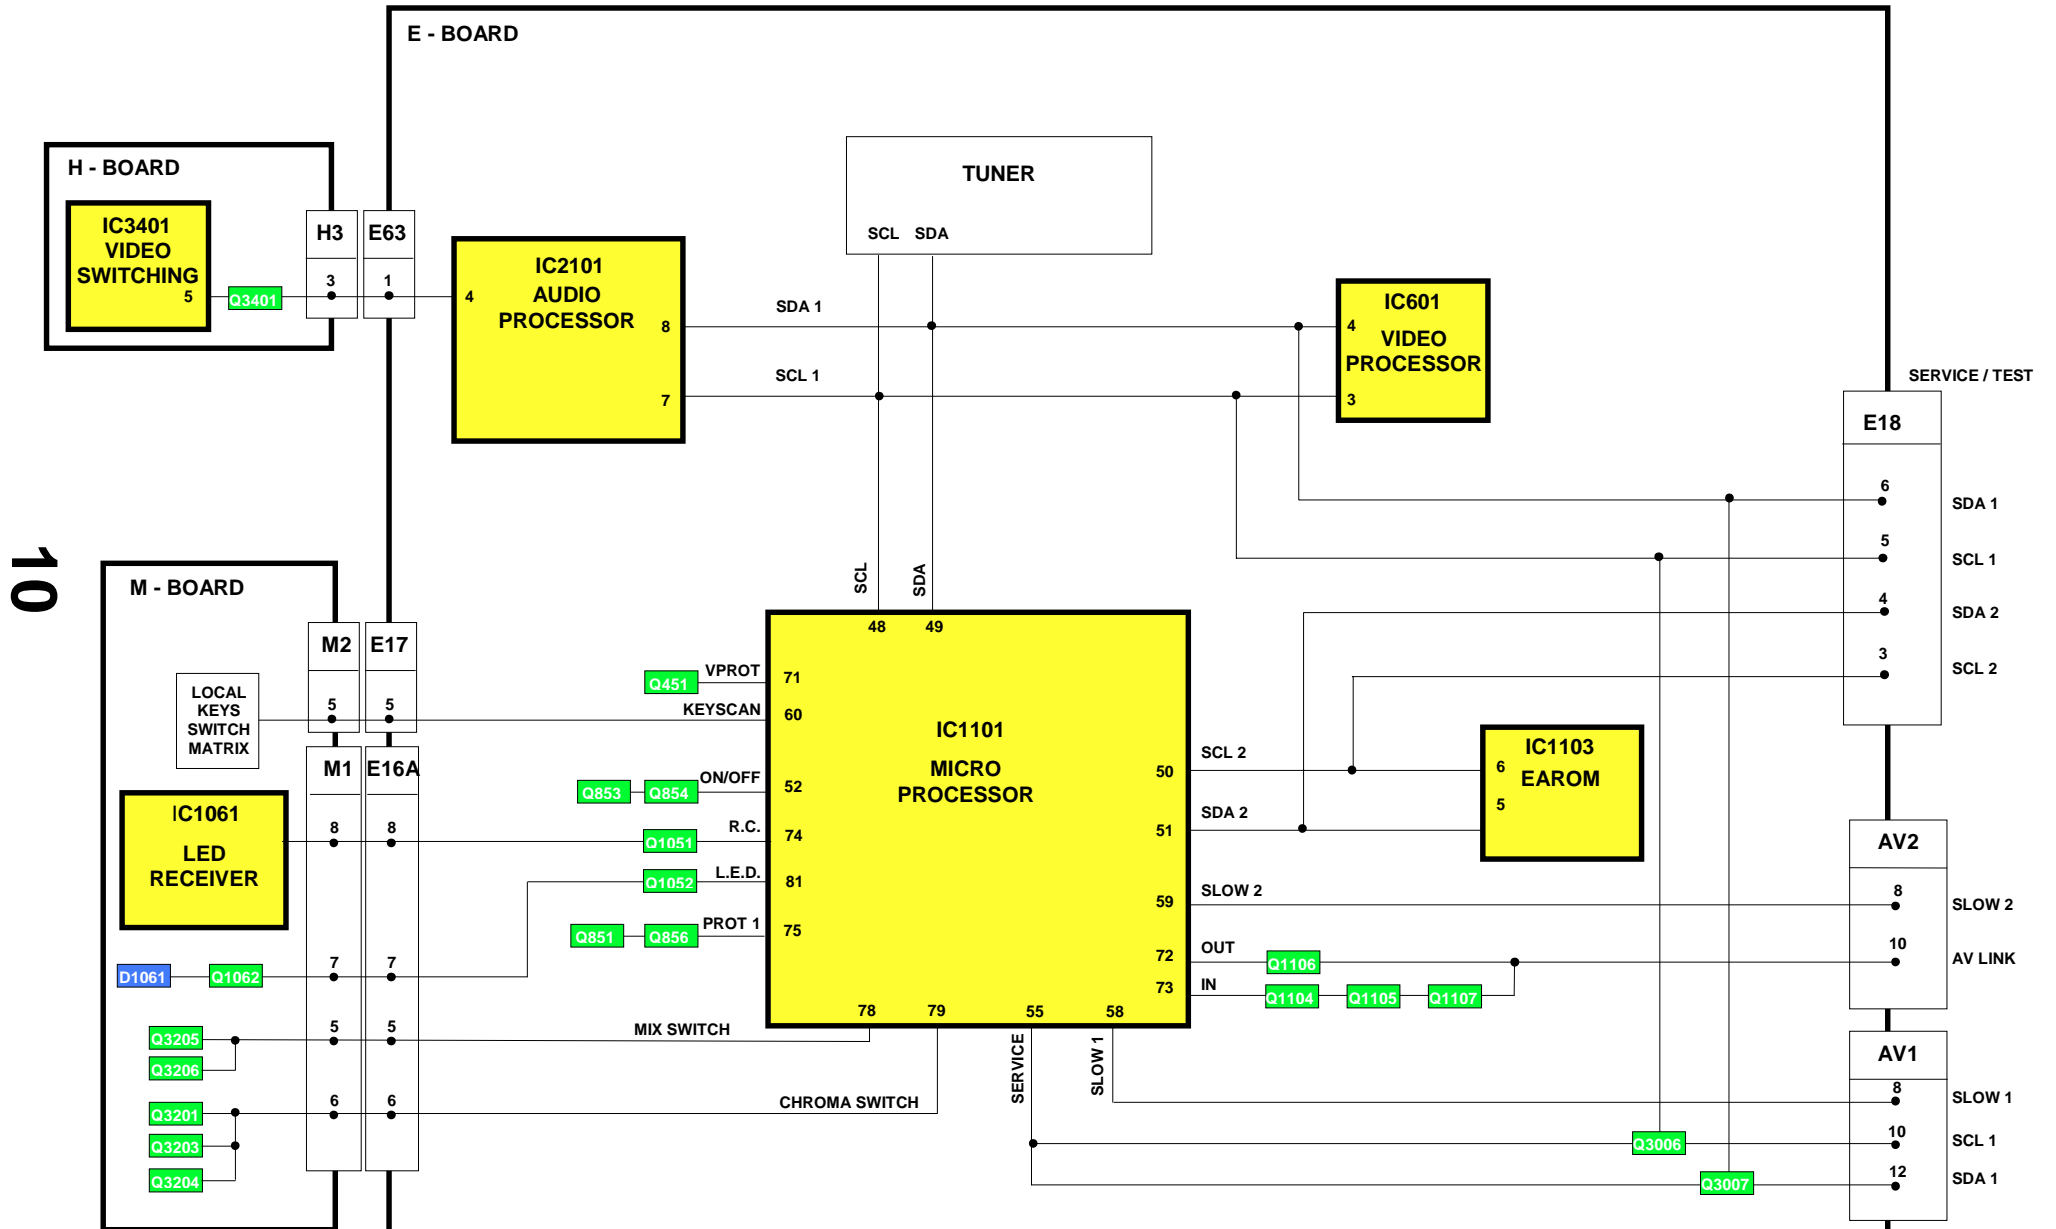 E - BOARD
H - BOARD
IC3401
VIDEO
SWITCHING
5
Q3401
H3
3
E63
1
4
IC2101
AUDIO
PROCESSOR
8
7
TUNER
SCL SDA
SDA 1
SCL 1
IC601
4
VIDEO
PROCESSOR
3
SERVICE / TEST
E18
6
SDA 1
5
SCL 1
4
SDA 2
3
SCL 2
10
M - BOARD
M2
5
E17
5
LOCAL
KEYS
SWITCH
MATRIX
M1
E16A
IC1061
LED
RECEIVER
8
8
D1061
Q1062
7
7
Q3205
Q3206
5
5
Q3201
Q3203
Q3204
6
6
SCL
SDA
48
49
Q451
VPROT
71
KEYSCAN
60
Q853
Q854
ON/OFF
52
Q1051
R.C.
74
Q1052
L.E.D.
81
Q851
Q856
PROT 1
75
IC1101
MICRO
PROCESSOR
50
SCL 2
51
SDA 2
6
5
IC1103
EAROM
59
SLOW 2
72
OUT
Q1106
73
IN
Q1104
Q1105
Q1107
78
79
55
58
MIX SWITCH
CHROMA SWITCH
SERVICE
SLOW 1
AV2
8
SLOW 2
10
AV LINK
AV1
8
SLOW 1
Q3006
10
SCL 1
Q3007
12
SDA 1